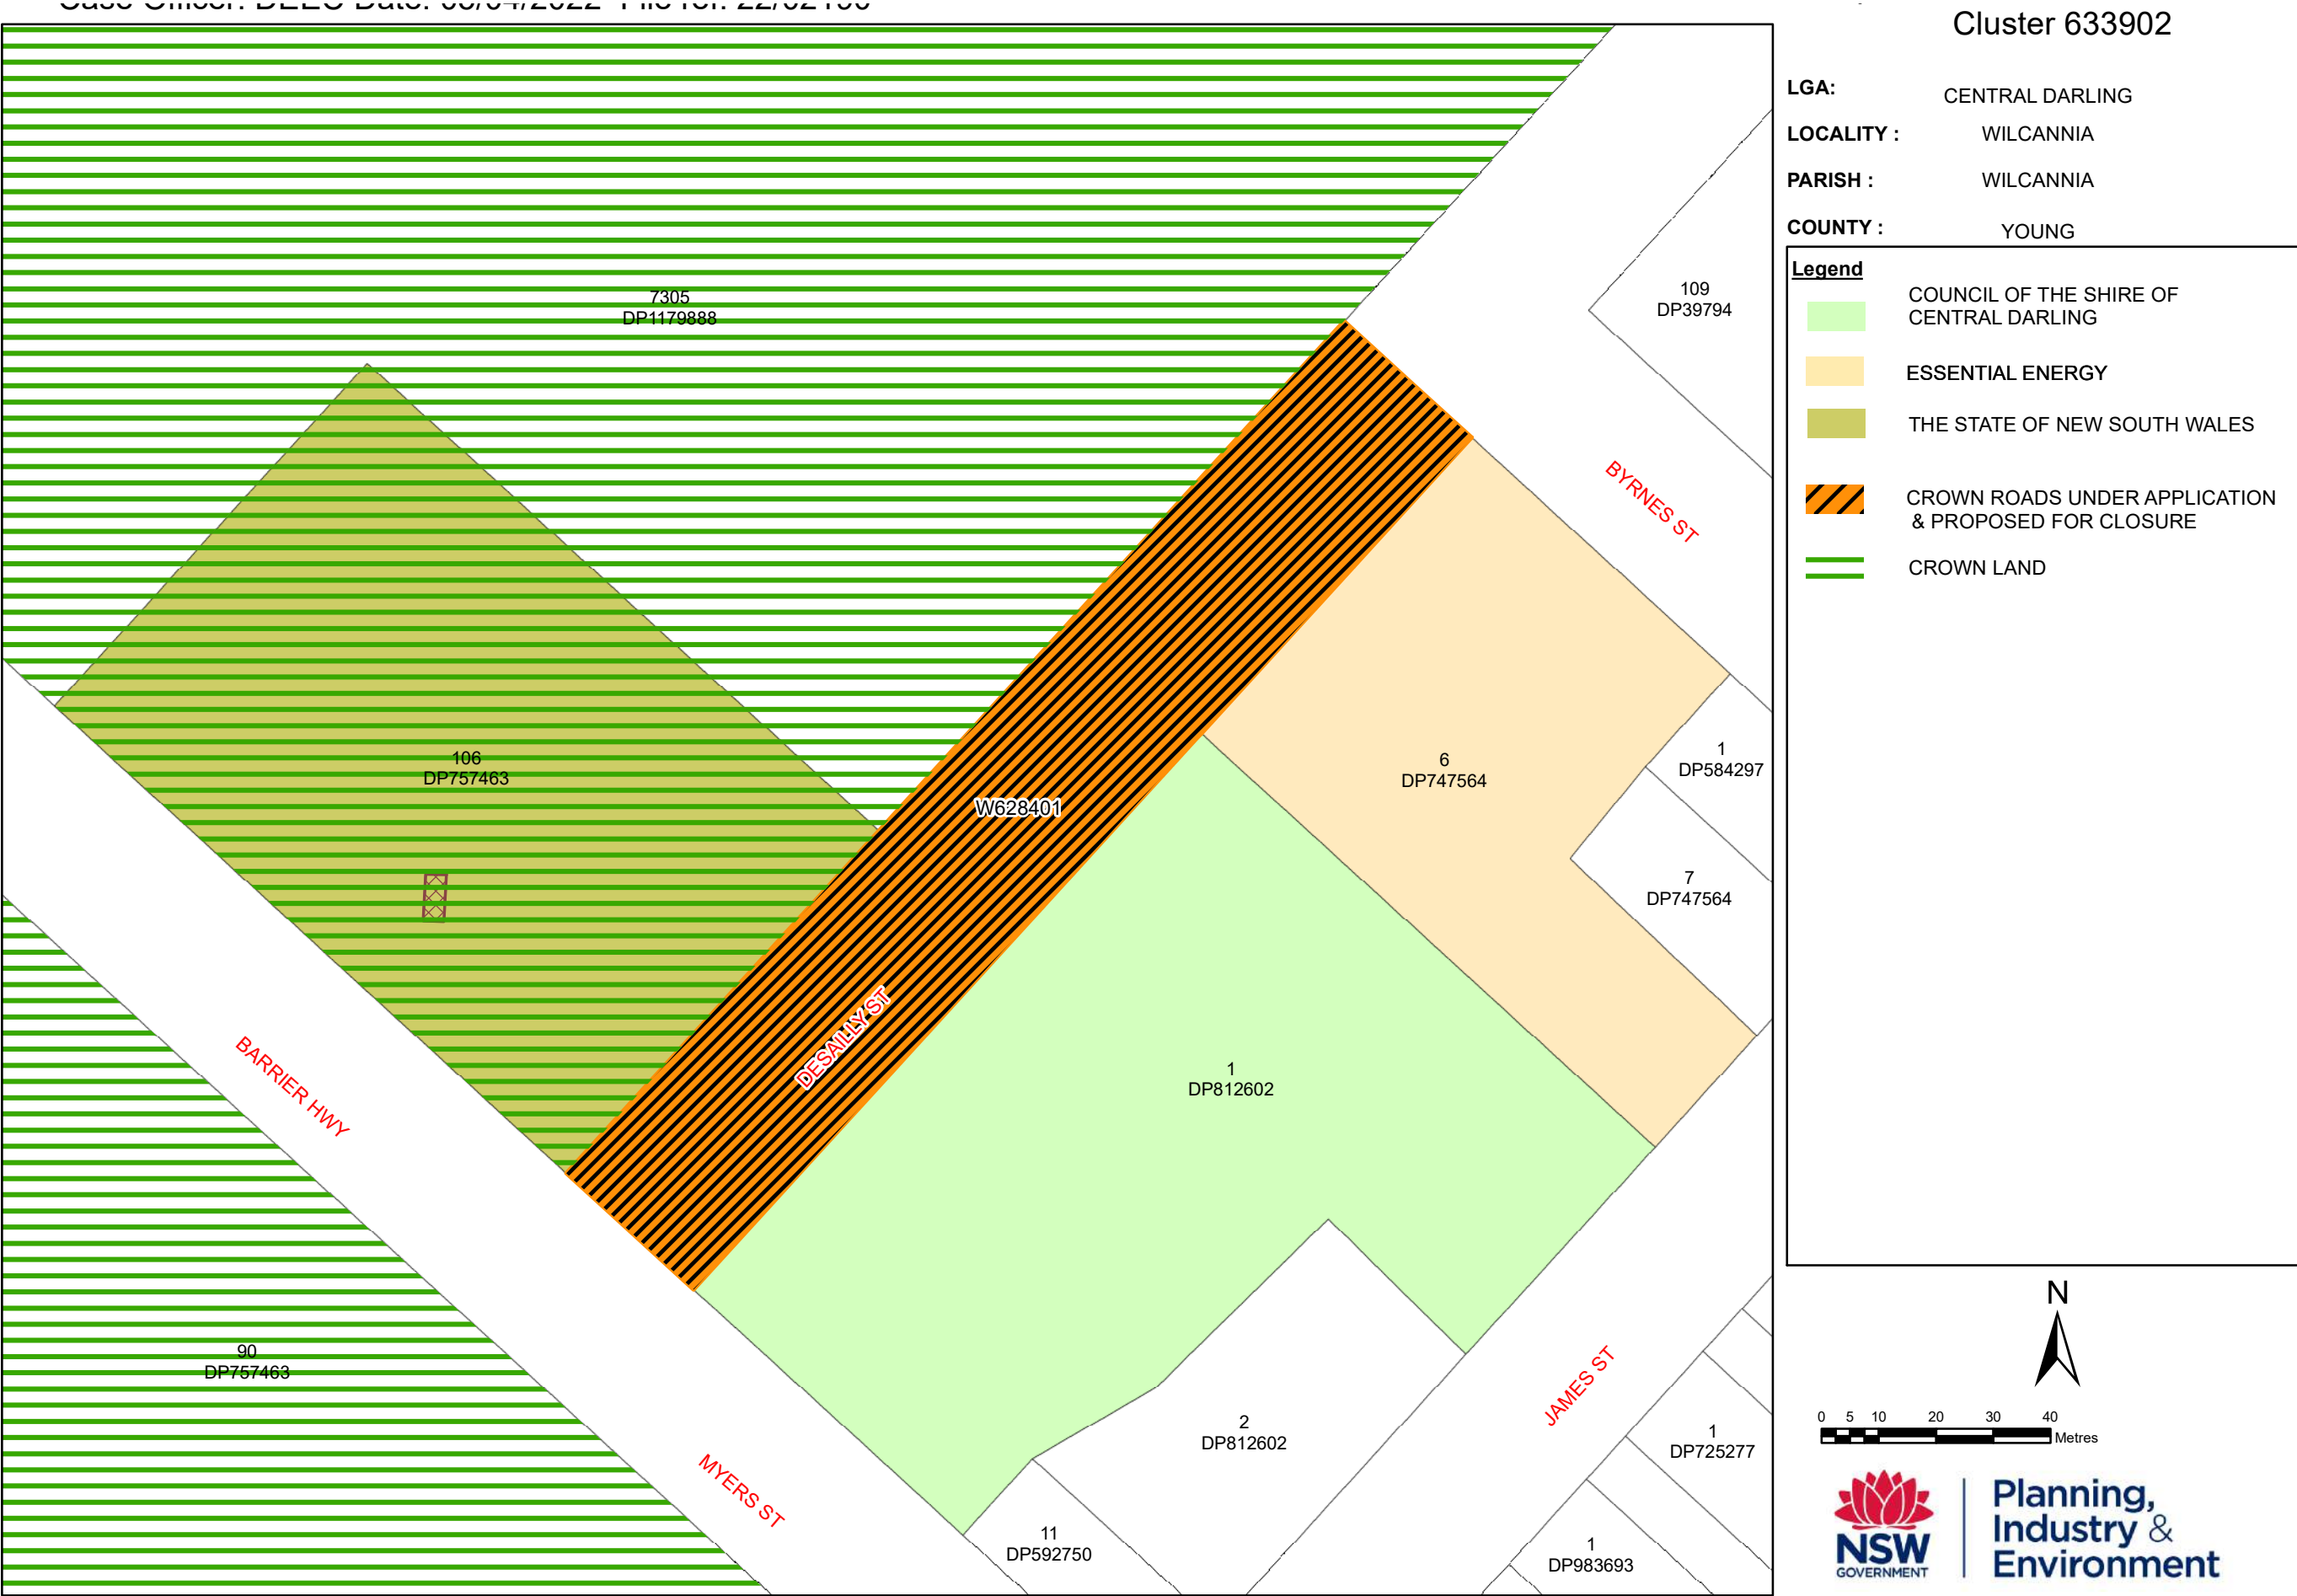 Cluster 633902
LGA: CENTRAL DARLING
LOCALITY : WILCANNIA
PARISH : WILCANNIA
COUNTY : YOUNG
Legend
COUNCIL OF THE SHIRE OF
CENTRAL DARLING
ESSENTIAL ENERGY
THE STATE OF NEW SOUTH WALES
CROWN ROADS UNDER APPLICATION
& PROPOSED FOR CLOSURE
CROWN LAND
7305
DP1179888
109
DP39794
BYRNES ST
106
DP757463
W628401
6
DP747564
1
DP584297
7
DP747564
DESAILLY ST
BARRIER HWY
1
DP812602
90
DP757463
MYERS ST
JAMES ST
2
DP812602
11
DP592750
1
DP725277
1
DP983693
N
0 5 10 20 30 40
Metres
NSW
GOVERNMENT
Planning,
Industry &
Environment